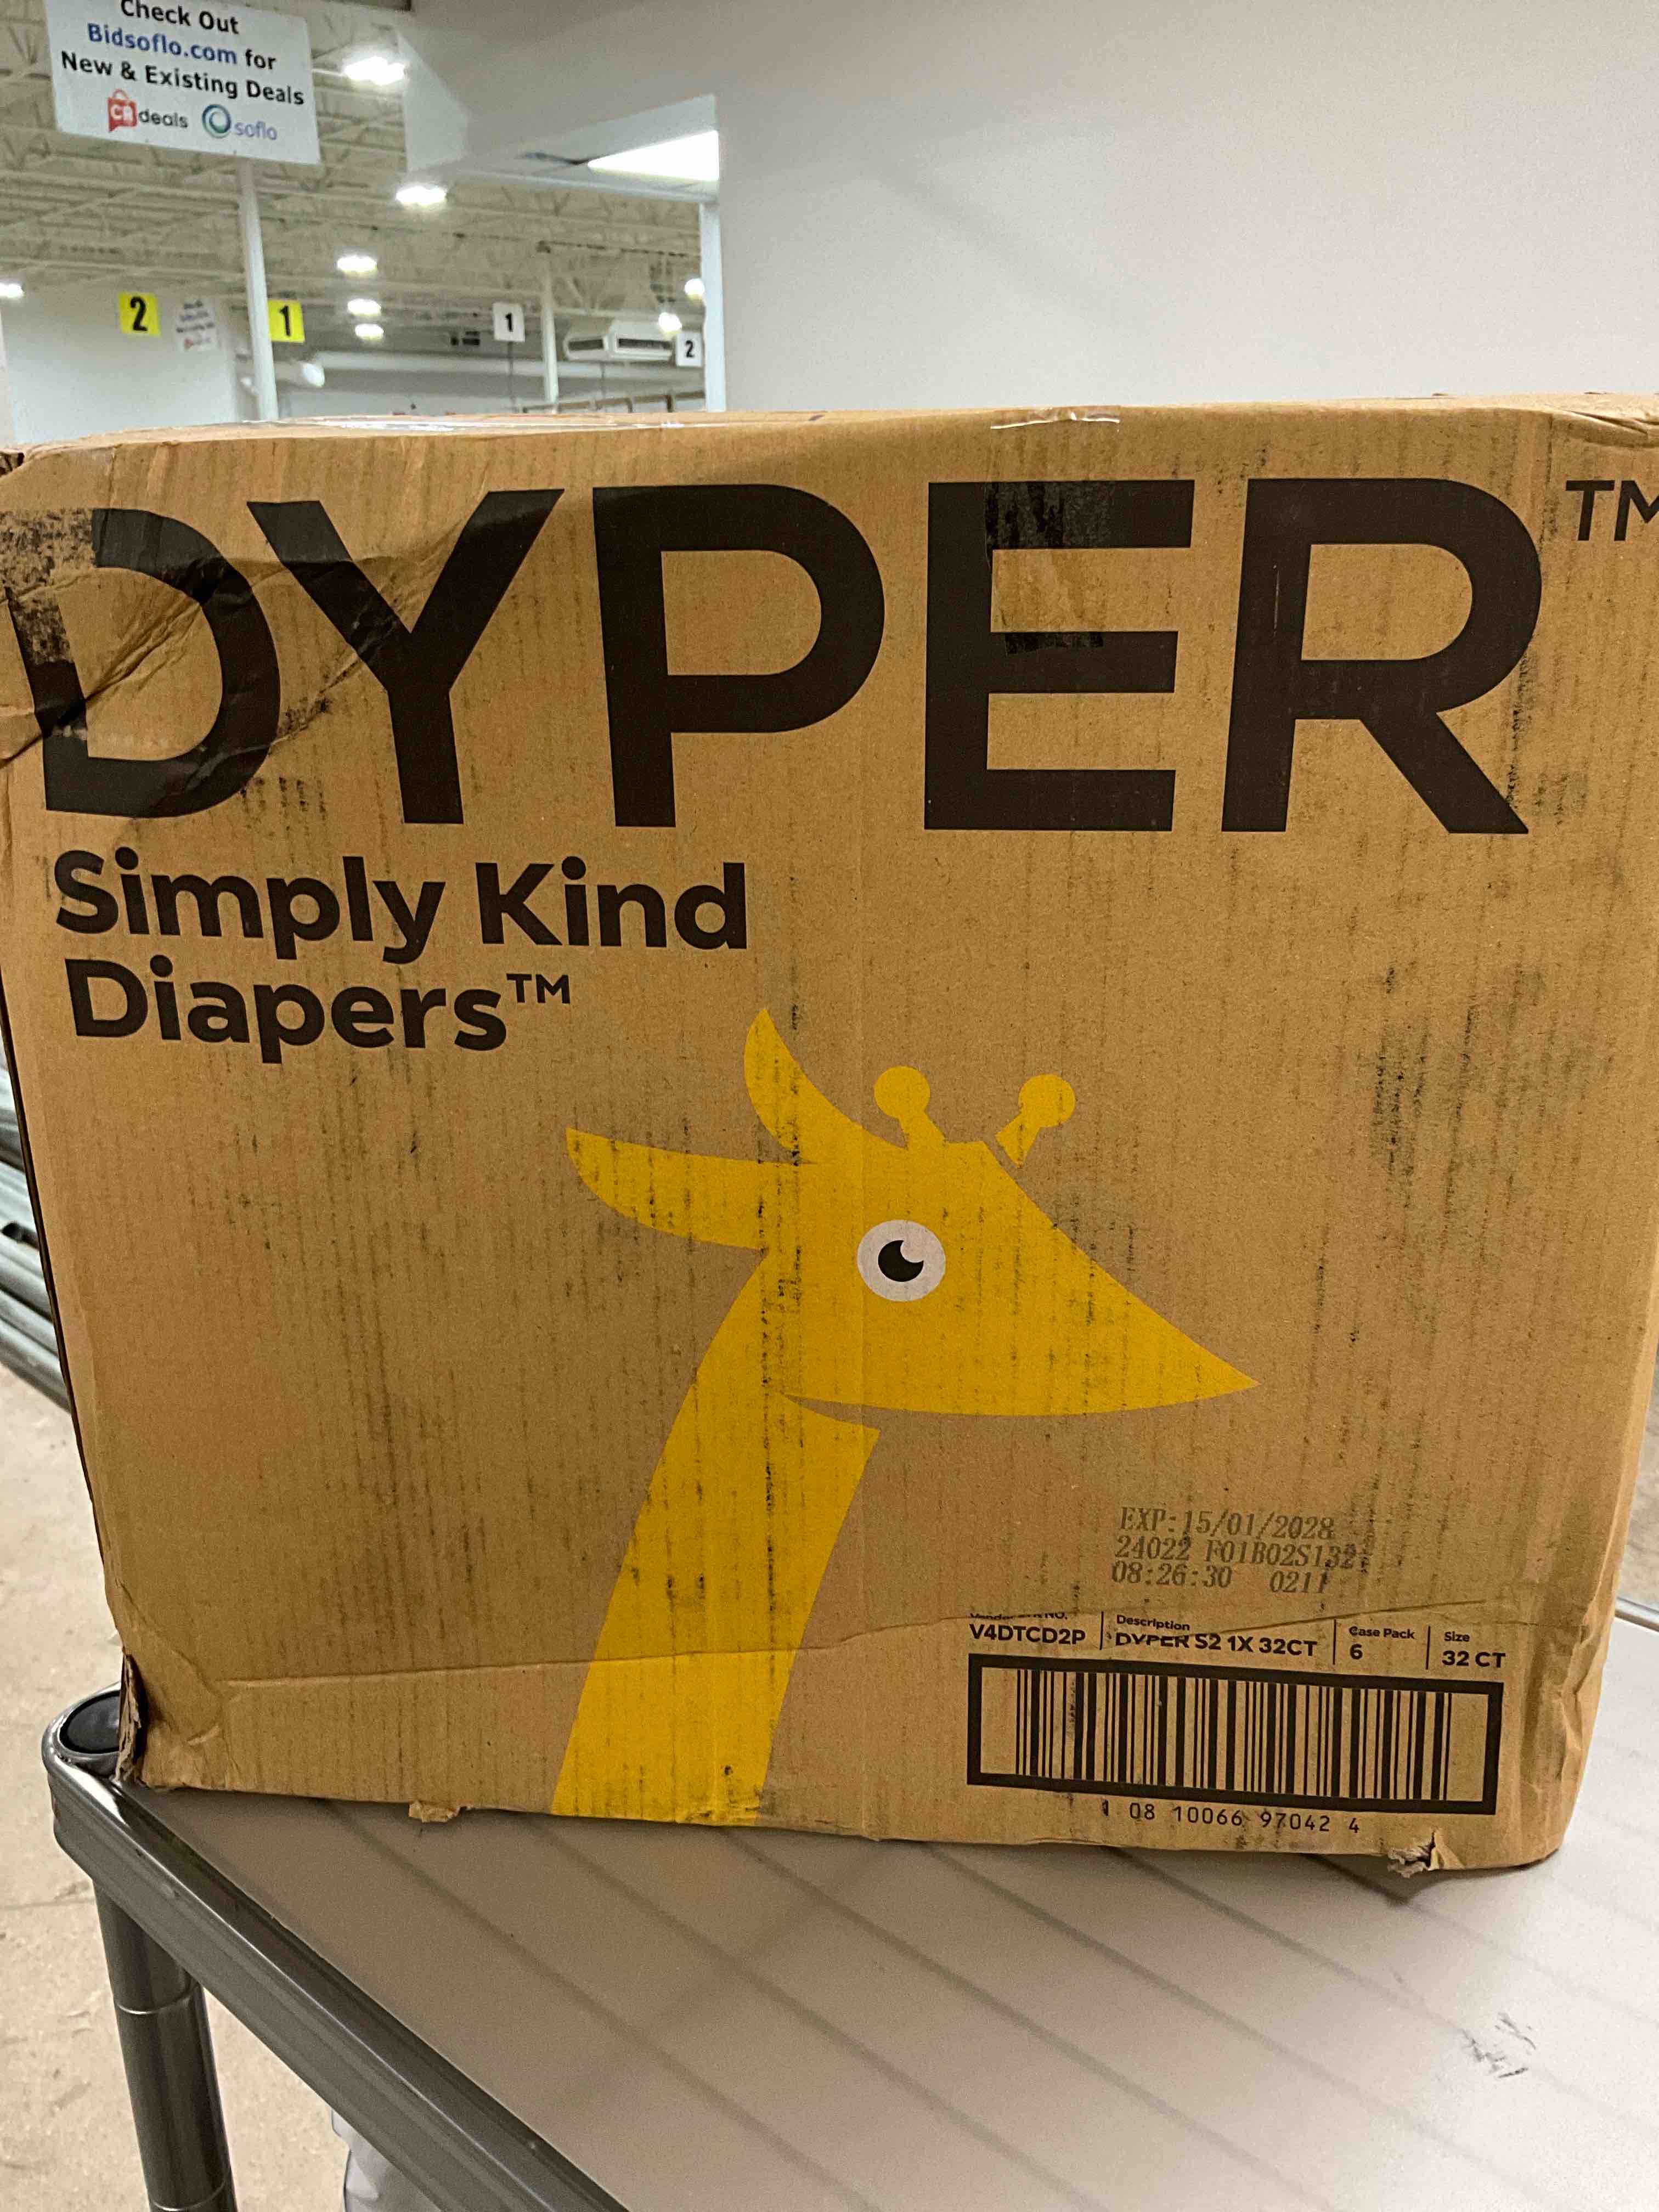 Check Out
Bidsoflo.com for
New & Existing Deals
deals soflo
2
1
1
2
DYPER™
Simply Kind
Diapers™
EXP:15/01/2028
24022 F01B02S132
08:26:30 0211
NO. Description Case Pack Size
V4DTCD2P DYPER S2 1X 32CT 6 32 CT
1 08 10066 97042 4